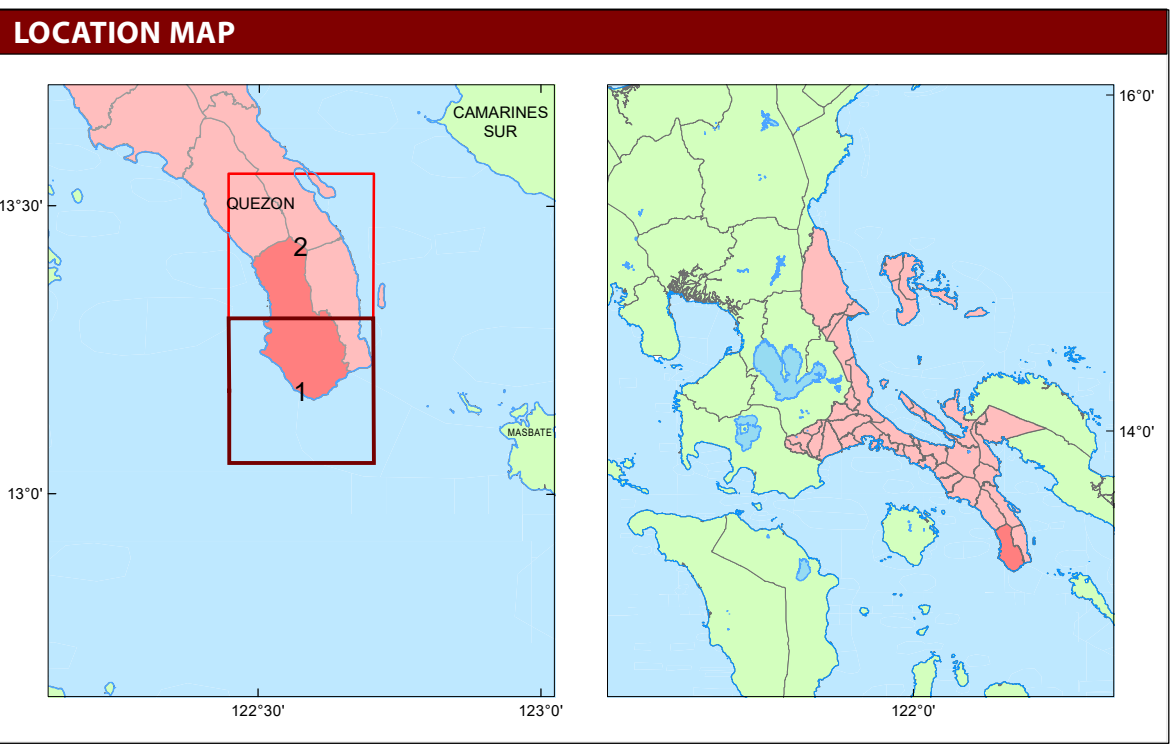 LOCATION MAP
CAMARINES
SUR
13°30'
QUEZON
2
1
MASBATE
13°0'
122°30'
123°0'
16°0'
14°0'
122°0'